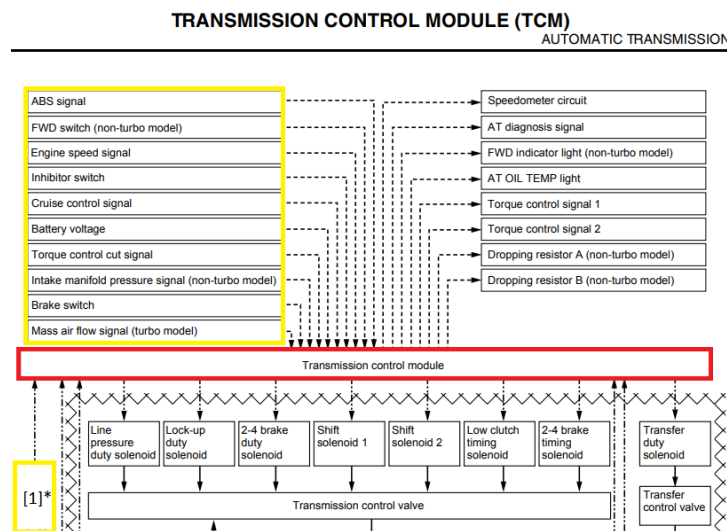 TRANSMISSION CONTROL MODULE (TCM)
AUTOMATIC TRANSMISSION
ABS signal
FWD switch (non-turbo model)
Engine speed signal
Inhibitor switch
Cruise control signal
Battery voltage
Torque control cut signal
Intake manifold pressure signal (non-turbo model)
Brake switch
Mass air flow signal (turbo model)
Speedometer circuit
AT diagnosis signal
FWD indicator light (non-turbo model)
AT OIL TEMP light
Torque control signal 1
Torque control signal 2
Dropping resistor A (non-turbo model)
Dropping resistor B (non-turbo model)
Transmission control module
Line
pressure
duty solenoid
Lock-up
duty
solenoid
2-4 brake
duty
solenoid
Shift
solenoid 1
Shift
solenoid 2
Low clutch
timing
solenoid
2-4 brake
timing
solenoid
Transfer
duty
solenoid
[1]*
Transmission control valve
Transfer
control valve